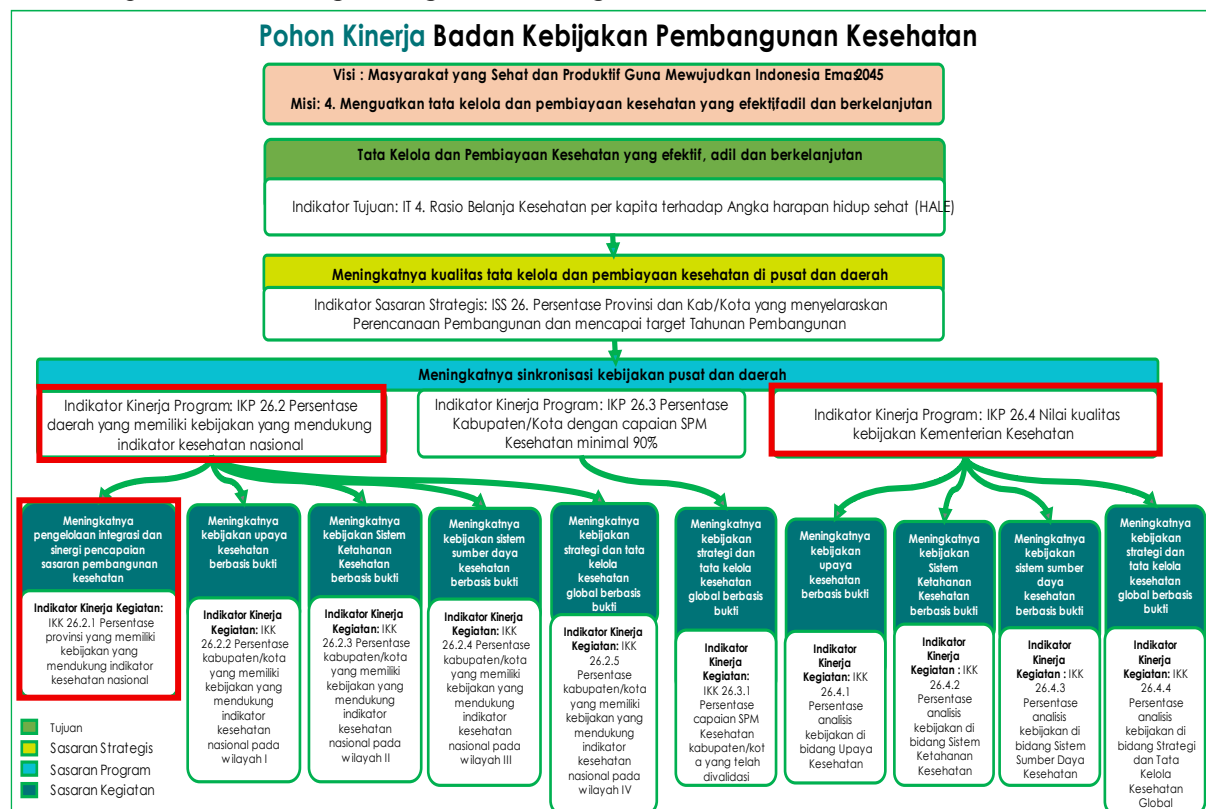 Pohon Kinerja Badan Kebijakan Pembangunan Kesehatan
Visi : Masyarakat yang Sehat dan Produktif Guna Mewujudkan Indonesia Emas2045
Misi: 4. Menguatkan tata kelola dan pembiayaan kesehatan yang efektifadil dan berkelanjutan
Tata Kelola dan Pembiayaan Kesehatan yang efektif, adil dan berkelanjutan
Indikator Tujuan: IT 4. Rasio Belanja Kesehatan per kapita terhadap Angka harapan hidup sehat (HALE)
Meningkatnya kualitas tata kelola dan pembiayaan kesehatan di pusat dan daerah
Indikator Sasaran Strategis: ISS 26. Persentase Provinsi dan Kab/Kota yang menyelaraskan
Perencanaan Pembangunan dan mencapai target Tahunan Pembangunan
Meningkatnya sinkronisasi kebijakan pusat dan daerah
Indikator Kinerja Program: IKP 26.2 Persentase
daerah yang memiliki kebijakan yang mendukung
indikator kesehatan nasional
Indikator Kinerja Program: IKP 26.3 Persentase
Kabupaten/Kota dengan capaian SPM
Kesehatan minimal 90%
Indikator Kinerja Program: IKP 26.4 Nilai kualitas
kebijakan Kementerian Kesehatan
Meningkatnya
pengelolaan integrasi dan
sinergi pencapaian
sasaran pembangunan
kesehatan
Indikator Kinerja Kegiatan:
IKK 26.2.1 Persentase
provinsi yang memiliki
kebijakan yang
mendukung indikator
kesehatan nasional
Meningkatnya
kebijakan upaya
kesehatan
berbasis bukti
Indikator Kinerja
Kegiatan: IKK
26.2.2 Persentase
kabupaten/kota
yang memiliki
kebijakan yang
mendukung
indikator
kesehatan
nasional pada
wilayah I
Meningkatnya
kebijakan Sistem
Ketahanan
Kesehatan
berbasis bukti
Indikator Kinerja
Kegiatan: IKK
26.2.3 Persentase
kabupaten/kota
yang memiliki
kebijakan yang
mendukung
indikator
kesehatan
nasional pada
wilayah II
Meningkatnya
kebijakan sistem
sumber daya
kesehatan
berbasis bukti
Indikator Kinerja
Kegiatan: IKK
26.2.4 Persentase
kabupaten/kota
yang memiliki
kebijakan yang
mendukung
indikator
kesehatan
nasional pada
wilayah III
Meningkatnya
kebijakan
strategi dan tata
kelola
kesehatan
global berbasis
bukti
Indikator Kinerja
Kegiatan: IKK
26.2.5
Persentase
kabupaten/kota
yang memiliki
kebijakan yang
mendukung
indikator
kesehatan
nasional pada
wilayah IV
Meningkatnya
kebijakan
strategi dan
tata kelola
kesehatan
global berbasis
bukti
Indikator
Kinerja
Kegiatan:
IKK 26.3.1
Persentase
capaian SPM
Kesehatan
kabupaten/kot
a yang telah
divalidasi
Meningkatnya
kebijakan
upaya
kesehatan
berbasis bukti
Indikator
Kinerja
Kegiatan: IKK
26.4.1
Persentase
analisis
kebijakan di
bidang Upaya
Kesehatan
Meningkatnya
kebijakan
Sistem
Ketahanan
Kesehatan
berbasis bukti
Indikator
Kinerja
Kegiatan : IKK
26.4.2
Persentase
analisis
kebijakan di
bidang Sistem
Ketahanan
Kesehatan
Meningkatnya
kebijakan
sistem sumber
daya
kesehatan
berbasis bukti
Indikator
Kinerja
Kegiatan : IKK
26.4.3
Persentase
analisis
kebijakan di
bidang Sistem
Sumber Daya
Kesehatan
Meningkatnya
kebijakan
strategi dan
tata kelola
kesehatan
global berbasis
bukti
Indikator
Kinerja
Kegiatan: IKK
26.4.4
Persentase
analisis
kebijakan di
bidang Strategi
dan Tata
Kelola
Kesehatan
Global
Tujuan
Sasaran Strategis
Sasaran Program
Sasaran Kegiatan